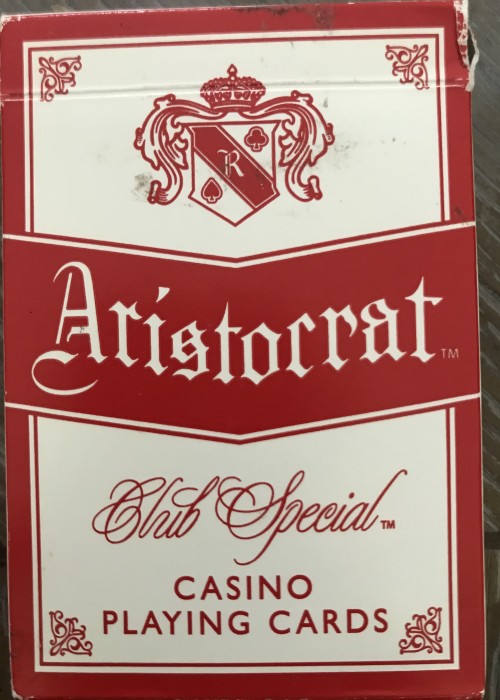 R
Aristocrat™
Club Special™
CASINO
PLAYING CARDS